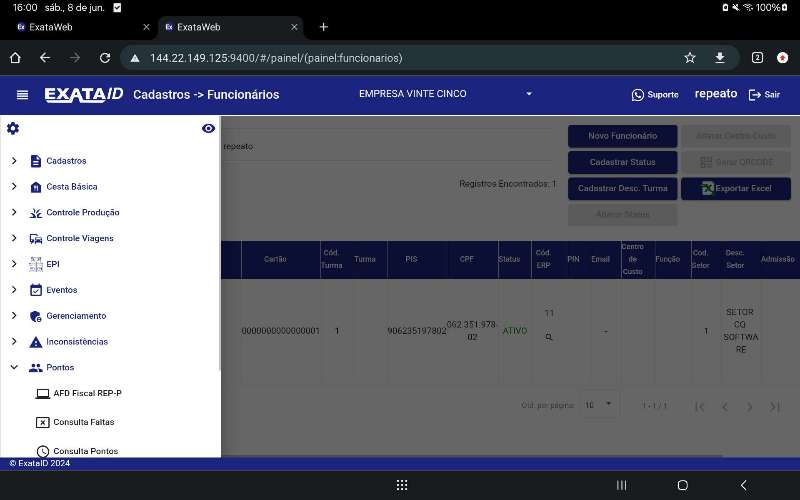 16:00 sáb., 8 de jun.
100%
ExataWeb
ExataWeb
144.22.149.125:9400/#/painel/(painel:funcionarios)
2
EXATA ID
Cadastros -> Funcionários
EMPRESA VINTE CINCO
Suporte
repeato
Sair
Cadastros
Cesta Básica
Controle Produção
Controle Viagens
EPI
Eventos
Gerenciamento
Inconsistências
Pontos
AFD Fiscal REP-P
Consulta Faltas
Consulta Pontos
repeato
Registros Encontrados: 1
Novo Funcionário
Alterar Centro Custo
Cadastrar Status
Gerar QRCODE
Cadastrar Desc. Turma
Exportar Excel
Alterar Status
Cartão
Cód. Turma
Turma
PIS
CPF
Status
Cód. ERP
PIN
Email
Centro de Custo
Função
Cod. Setor
Desc. Setor
Admissão
0000000000000001
1
906235197802
062.351.978-02
ATIVO
11
-
1
SETOR CQ SOFTWARE
Qtd. por página:
10
1 - 1 / 1
© ExataID 2024